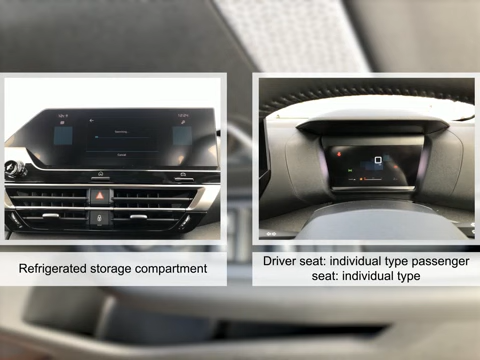 Refrigerated storage compartment
Driver seat: individual type passenger
seat: individual type